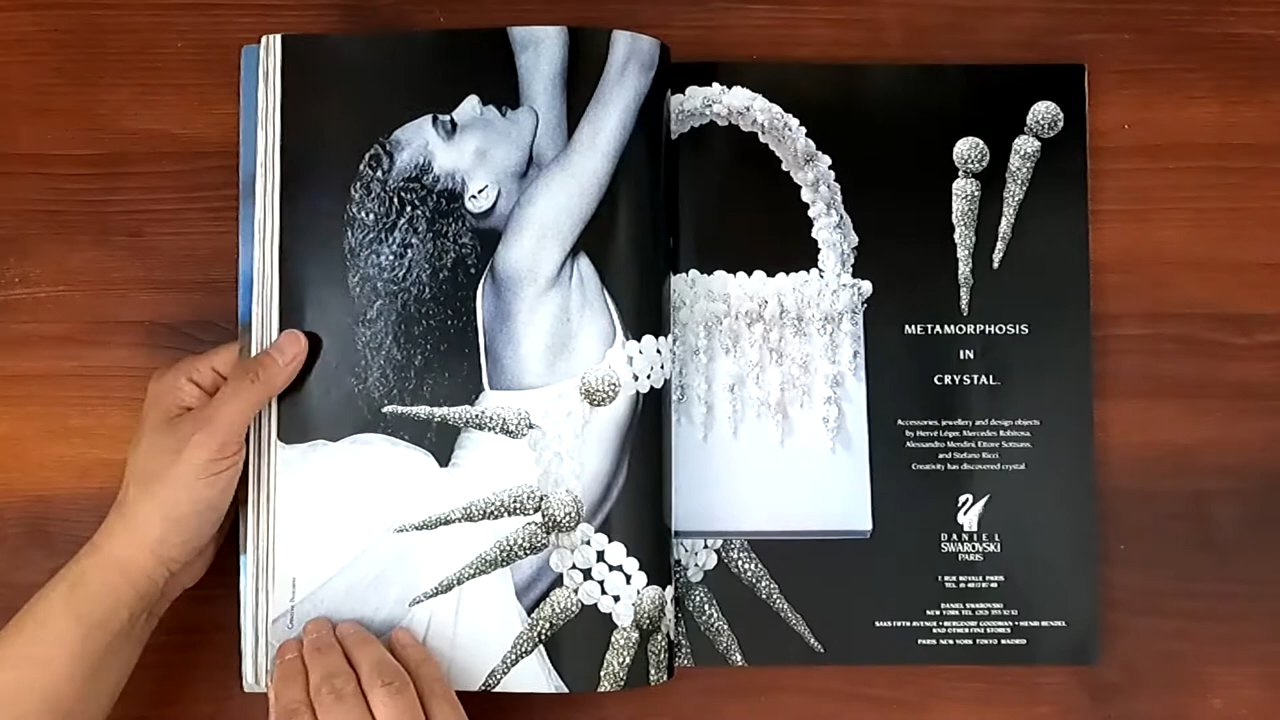 METAMORPHOSIS
IN
CRYSTAL.
Accessories, jewellery and design objects
by Hervé Léger, Mercedes Robirosa,
Alessandro Mendini, Ettore Sottsass,
and Stefano Ricci.
Creativity has discovered crystal.
DANIEL
SWAROVSKI
PARIS
7, RUE ROYALE PARIS
DANIEL SWAROVSKI
NEW YORK TEL.
SAKS FIFTH AVENUE • BERGDORF GOODMAN • HENRI BENDEL
AND OTHER FINE STORES
PARIS NEW YORK TOKYO MADRID